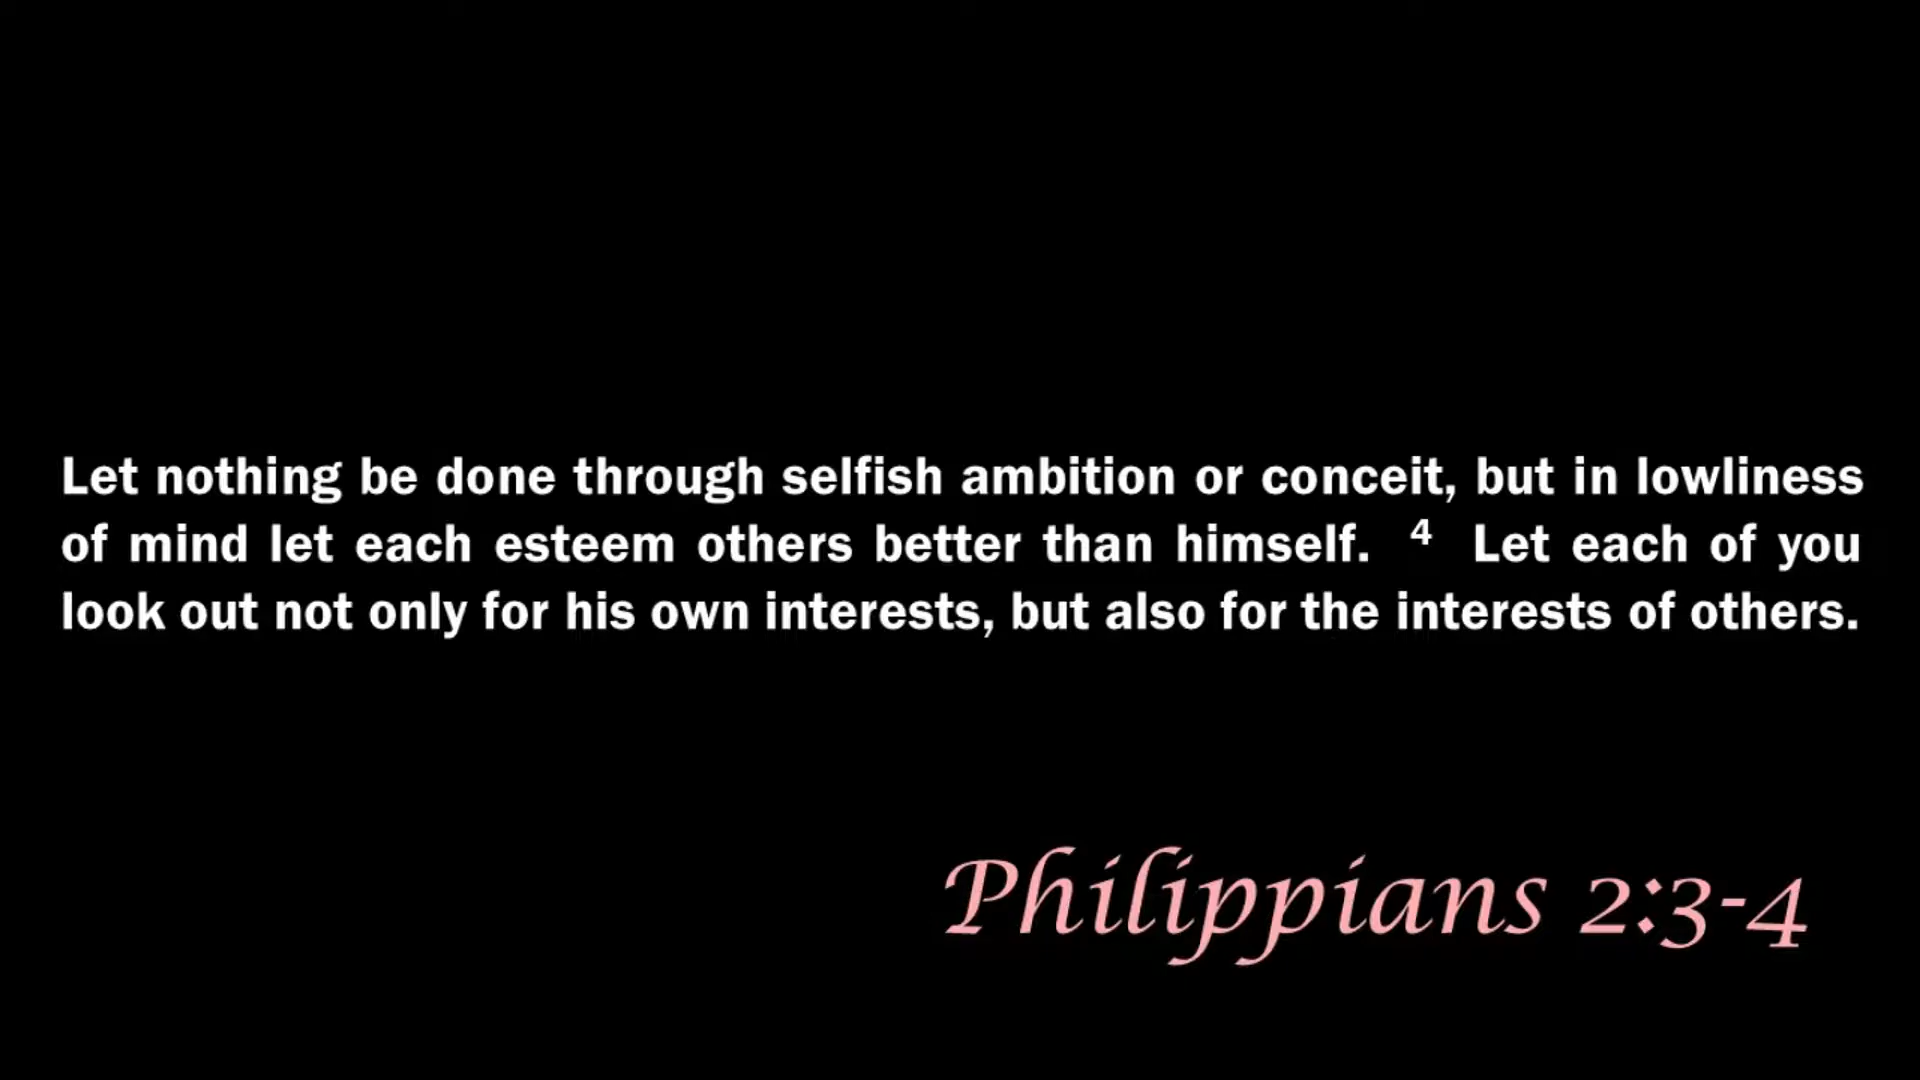 Let nothing be done through selfish ambition or conceit, but in lowliness
of mind let each esteem others better than himself. ⁴ Let each of you
look out not only for his own interests, but also for the interests of others.
Philippians 2:3-4